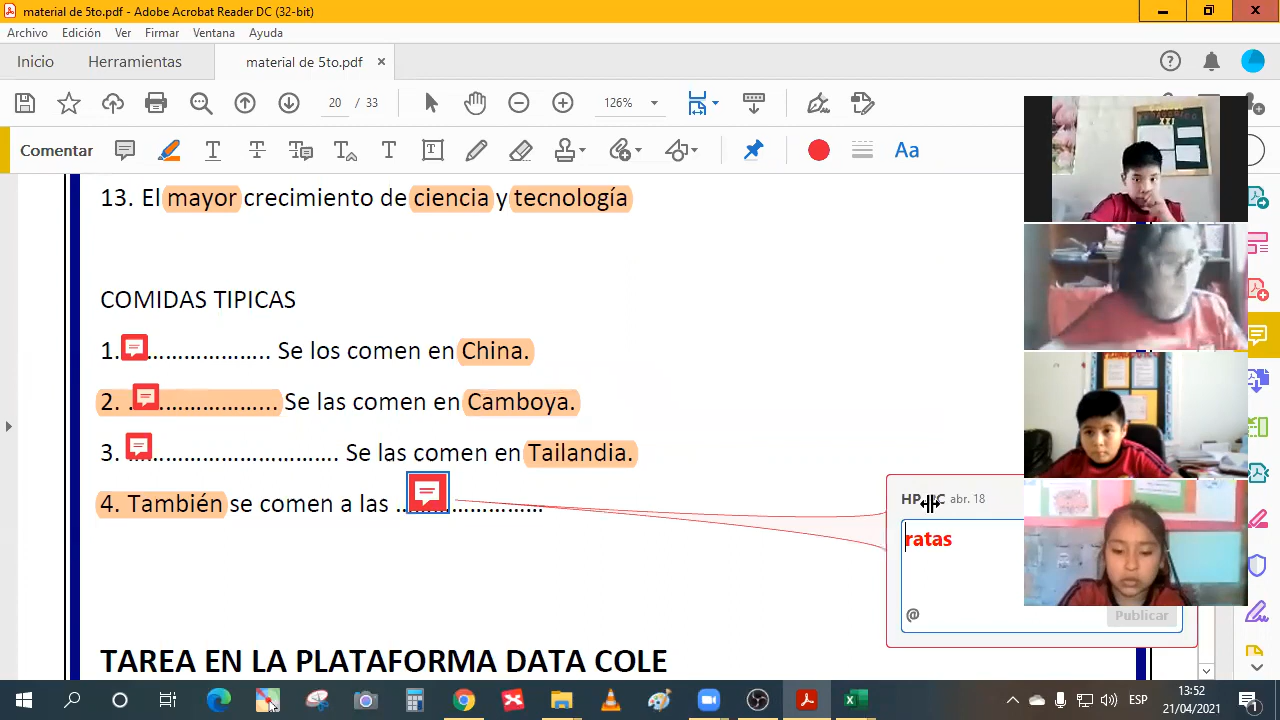 material de 5to.pdf - Adobe Acrobat Reader DC (32-bit)
Archivo Edición Ver Firmar Ventana Ayuda
Inicio Herramientas material de 5to.pdf ×
20 / 33 126%
Comentar Aa
13. El mayor crecimiento de ciencia y tecnología
COMIDAS TIPICAS
1. ................... Se los comen en China.
2. ..................... Se las comen en Camboya.
3. ................................ Se las comen en Tailandia.
4. También se comen a las .......................
HP-PC abr. 18
ratas
@ Publicar
TAREA EN LA PLATAFORMA DATA COLE
ESP 13:52
21/04/2021 1